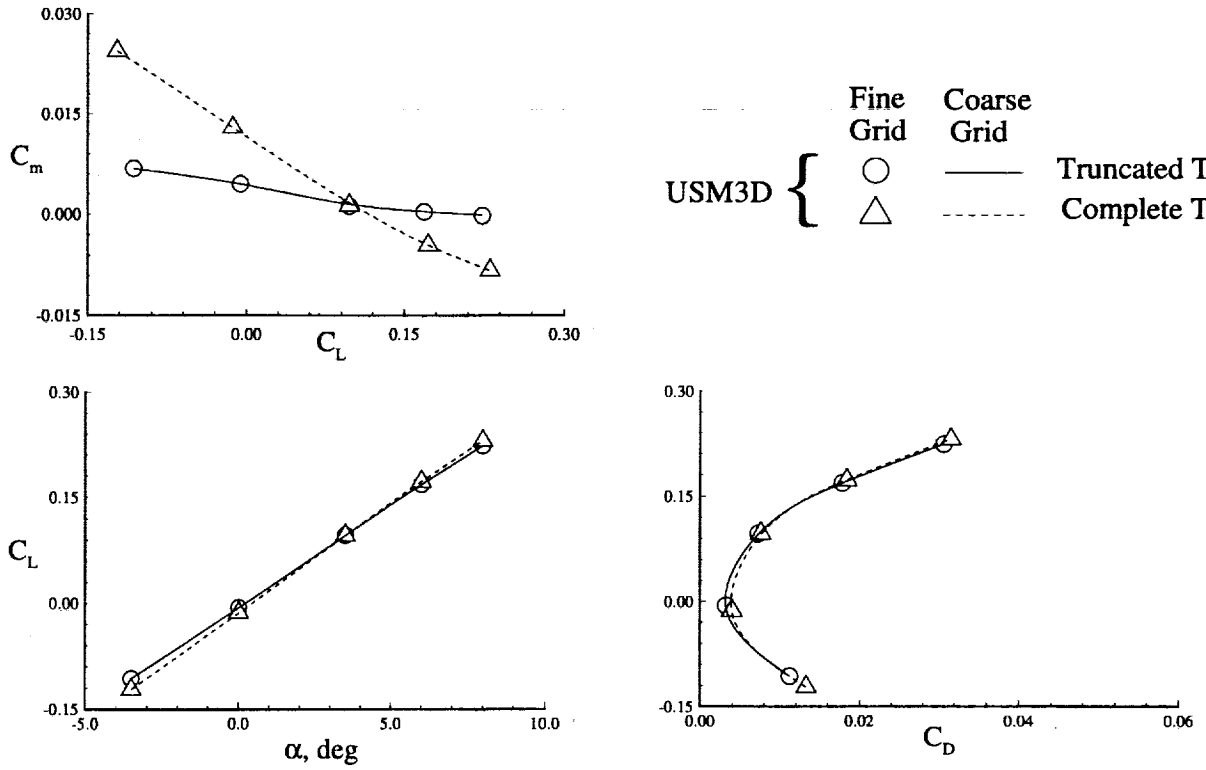 0.030
0.015
C_m
0.000
-0.015
-0.15 0.00 0.15 0.30
C_L
Fine Grid
Coarse Grid
USM3D {
Truncated T
Complete T
0.30
0.15
C_L
0.00
-0.15
-5.0 0.0 5.0 10.0
α, deg
0.30
0.15
0.00
-0.15
0.00 0.02 0.04 0.06
C_D